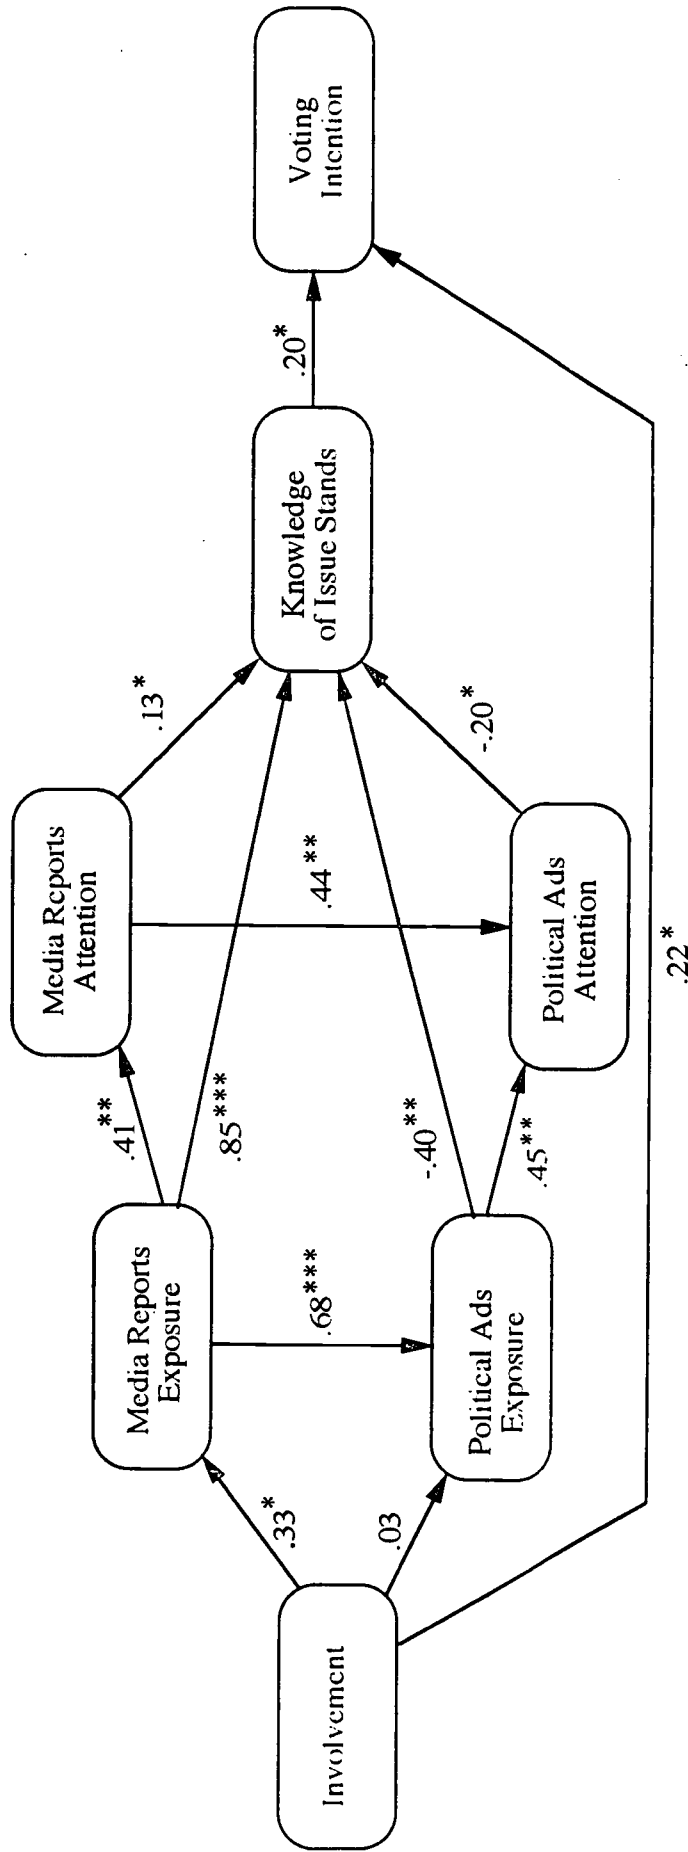 Involvement
.33*
.03
Media Reports
Exposure
.68***
Political Ads
Exposure
.41**
.85***
-.40**
.45**
Media Reports
Attention
.44**
Political Ads
Attention
.13*
-.20*
Knowledge
of Issue Stands
.20*
Voting
Intention
.22*